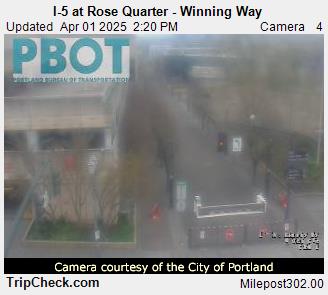 I-5 at Rose Quarter - Winning Way
Updated Apr 01 2025 2:20 PM Camera 4
PBOT
PORTLAND BUREAU OF TRANSPORTATION
Camera courtesy of the City of Portland
TripCheck.com Milepost302.00